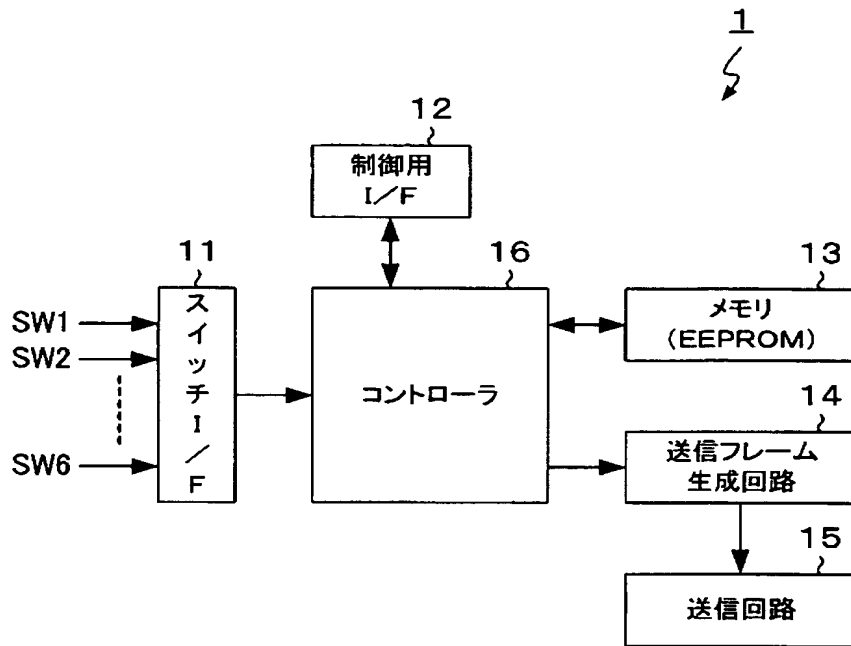 1
12
制御用
I/F
11
スイッチI/F
SW1
SW2
SW6
16
コントローラ
13
メモリ
(EEPROM)
14
送信フレーム
生成回路
15
送信回路